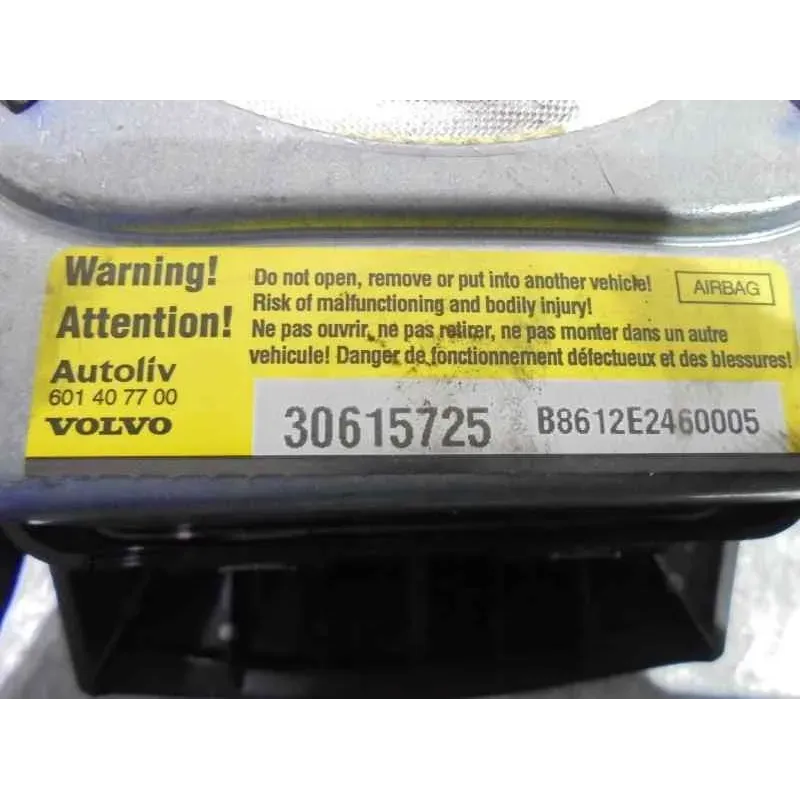 Warning!
Attention!
Do not open, remove or put into another vehicle!
Risk of malfunctioning and bodily injury!
Ne pas ouvrir, ne pas retirer, ne pas monter dans un autre
vehicule! Danger de fonctionnement défectueux et des blessures!
AIRBAG
Autoliv
601 40 77 00
VOLVO
30615725
B8612E2460005